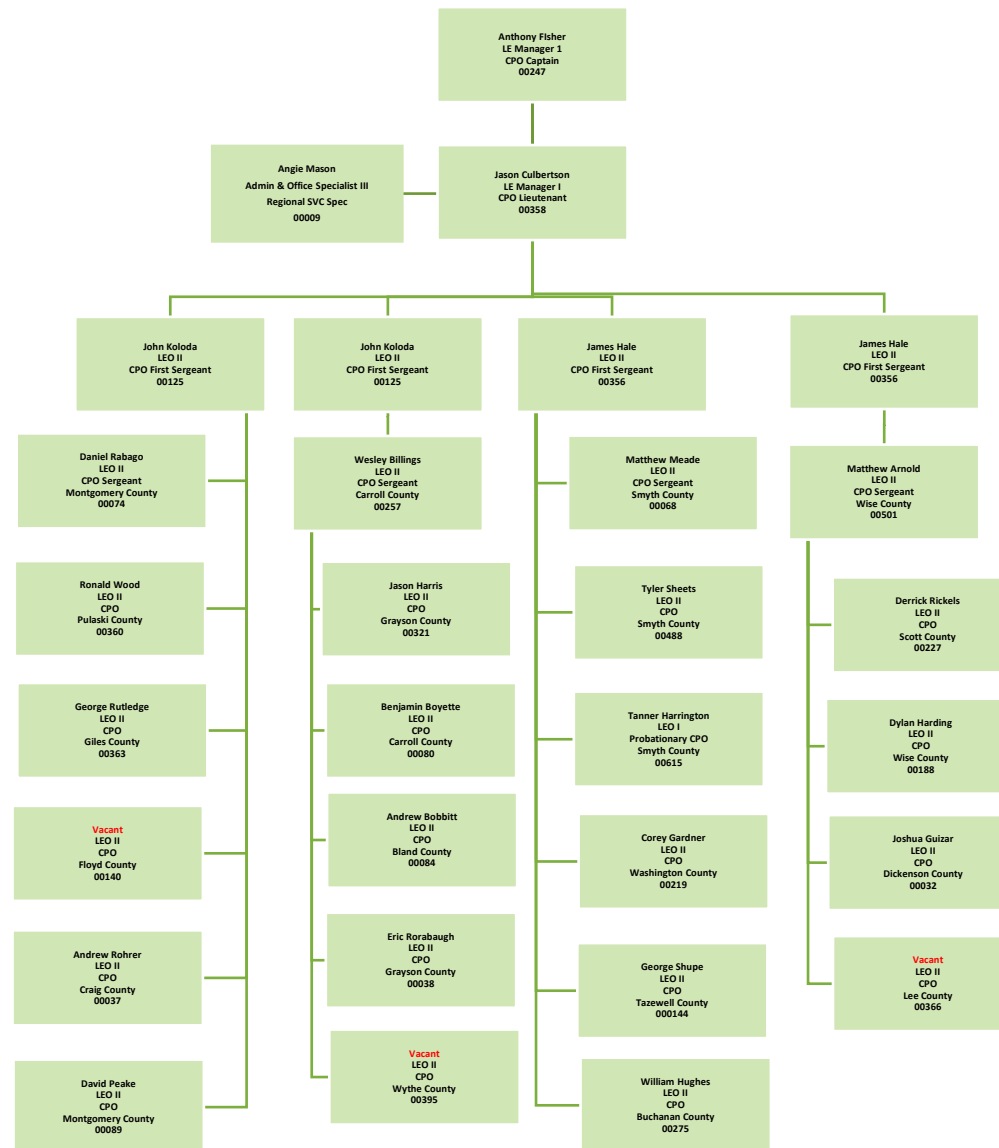 Anthony FIsher
LE Manager 1
CPO Captain
00247
Angie Mason
Admin & Office Specialist III
Regional SVC Spec
00009
Jason Culbertson
LE Manager I
CPO Lieutenant
00358
John Koloda
LEO II
CPO First Sergeant
00125
John Koloda
LEO II
CPO First Sergeant
00125
James Hale
LEO II
CPO First Sergeant
00356
James Hale
LEO II
CPO First Sergeant
00356
Daniel Rabago
LEO II
CPO Sergeant
Montgomery County
00074
Ronald Wood
LEO II
CPO
Pulaski County
00360
George Rutledge
LEO II
CPO
Giles County
00363
Vacant
LEO II
CPO
Floyd County
00140
Andrew Rohrer
LEO II
CPO
Craig County
00037
David Peake
LEO II
CPO
Montgomery County
00089
Wesley Billings
LEO II
CPO Sergeant
Carroll County
00257
Jason Harris
LEO II
CPO
Grayson County
00321
Benjamin Boyette
LEO II
CPO
Carroll County
00080
Andrew Bobbitt
LEO II
CPO
Bland County
00084
Eric Rorabaugh
LEO II
CPO
Grayson County
00038
Vacant
LEO II
CPO
Wythe County
00395
Matthew Meade
LEO II
CPO Sergeant
Smyth County
00068
Tyler Sheets
LEO II
CPO
Smyth County
00488
Tanner Harrington
LEO I
Probationary CPO
Smyth County
00615
Corey Gardner
LEO II
CPO
Washington County
00219
George Shupe
LEO II
CPO
Tazewell County
000144
William Hughes
LEO II
CPO
Buchanan County
00275
Matthew Arnold
LEO II
CPO Sergeant
Wise County
00501
Derrick Rickels
LEO II
CPO
Scott County
00227
Dylan Harding
LEO II
CPO
Wise County
00188
Joshua Guizar
LEO II
CPO
Dickenson County
00032
Vacant
LEO II
CPO
Lee County
00366